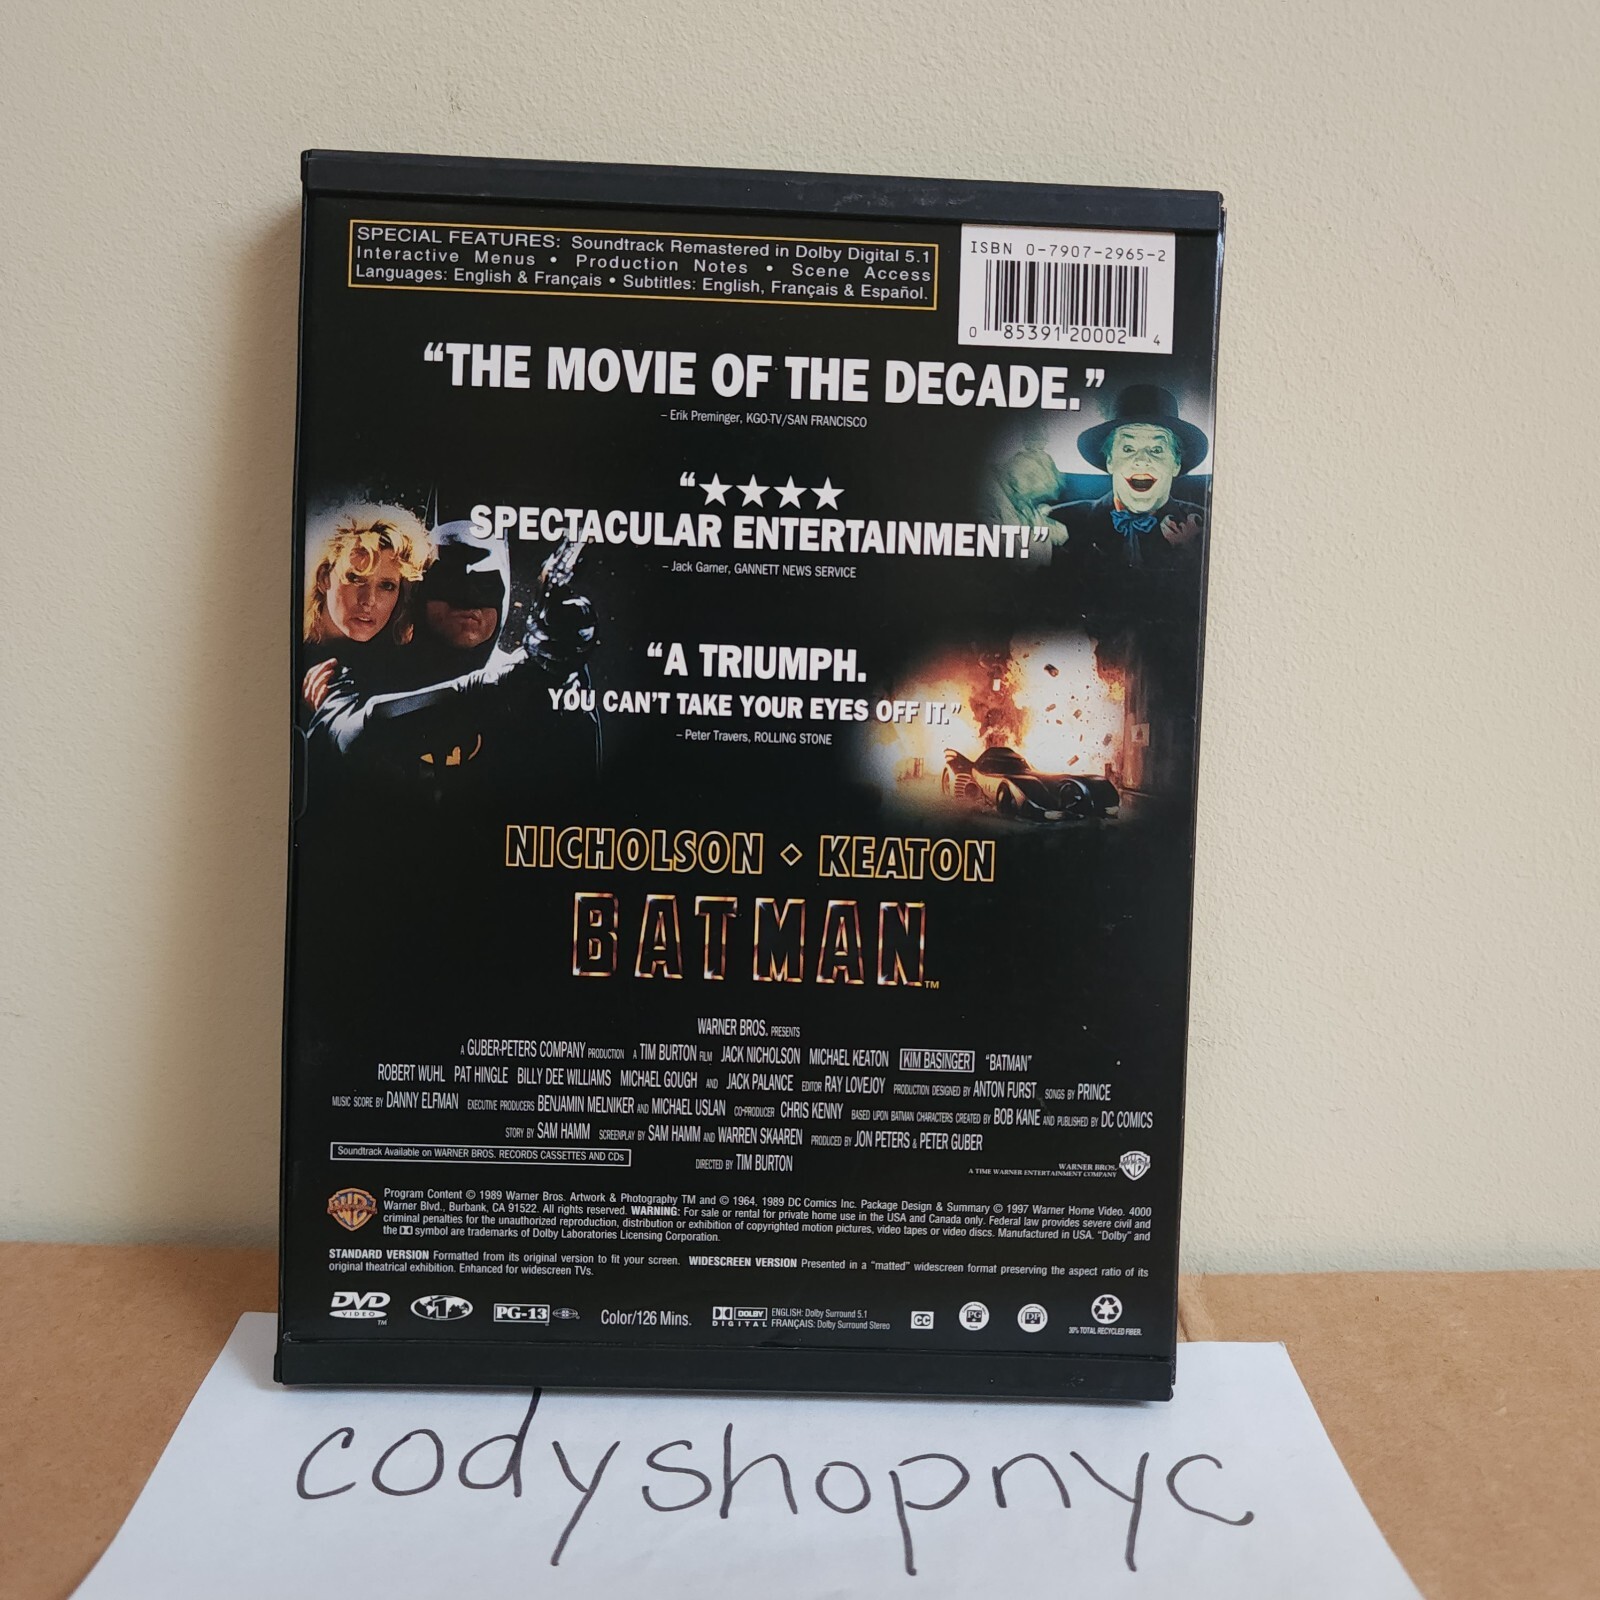 SPECIAL FEATURES: Soundtrack Remastered in Dolby Digital 5.1
Interactive Menus • Production Notes • Scene Access
Languages: English & Français • Subtitles: English, Français & Español.
ISBN 0-7907-2965-2
0 85391 20002 4
“THE MOVIE OF THE DECADE.”
– Erik Preminger, KGO-TV/SAN FRANCISCO
“★★★★
SPECTACULAR ENTERTAINMENT!”
– Jack Garner, GANNETT NEWS SERVICE
“A TRIUMPH.
YOU CAN'T TAKE YOUR EYES OFF IT.”
– Peter Travers, ROLLING STONE
NICHOLSON ◇ KEATON
BATMAN™
WARNER BROS. PRESENTS
A GUBER-PETERS COMPANY PRODUCTION A TIM BURTON FILM JACK NICHOLSON MICHAEL KEATON KIM BASINGER “BATMAN”
ROBERT WUHL PAT HINGLE BILLY DEE WILLIAMS MICHAEL GOUGH AND JACK PALANCE EDITOR RAY LOVEJOY PRODUCTION DESIGNED BY ANTON FURST SONGS BY PRINCE
MUSIC SCORE BY DANNY ELFMAN EXECUTIVE PRODUCERS BENJAMIN MELNIKER AND MICHAEL USLAN CO-PRODUCER CHRIS KENNY BASED UPON BATMAN CHARACTERS CREATED BY BOB KANE AND PUBLISHED BY DC COMICS
STORY BY SAM HAMM SCREENPLAY BY SAM HAMM AND WARREN SKAAREN PRODUCED BY JON PETERS & PETER GUBER
Soundtrack Available on WARNER BROS. RECORDS CASSETTES AND CDs
DIRECTED BY TIM BURTON
WARNER BROS.
A TIME WARNER ENTERTAINMENT COMPANY
Program Content © 1989 Warner Bros. Artwork & Photography TM and © 1964, 1989 DC Comics Inc. Package Design & Summary © 1997 Warner Home Video. 4000
Warner Blvd., Burbank, CA 91522. All rights reserved. WARNING: For sale or rental for private home use in the USA and Canada only. Federal law provides severe civil and
criminal penalties for the unauthorized reproduction, distribution or exhibition of copyrighted motion pictures, video tapes or video discs. Manufactured in USA. “Dolby” and
the DD symbol are trademarks of Dolby Laboratories Licensing Corporation.
STANDARD VERSION Formatted from its original version to fit your screen. WIDESCREEN VERSION Presented in a “matted” widescreen format preserving the aspect ratio of its
original theatrical exhibition. Enhanced for widescreen TVs.
DVD VIDEO™ 1 PG-13 Color/126 Mins. DOLBY DIGITAL ENGLISH: Dolby Surround 5.1
FRANÇAIS: Dolby Surround Stereo
CC PG DP
30% TOTAL RECYCLED FIBER.
codyshopnyc